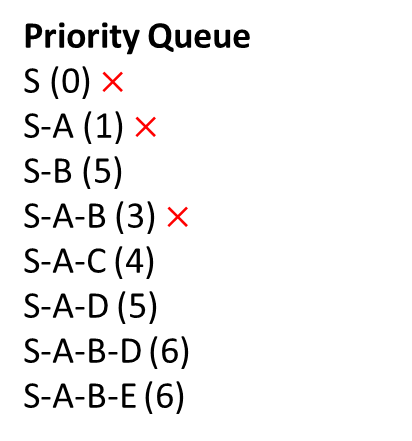 Priority Queue
S (0) ×
S-A (1) ×
S-B (5)
S-A-B (3) ×
S-A-C (4)
S-A-D (5)
S-A-B-D (6)
S-A-B-E (6)